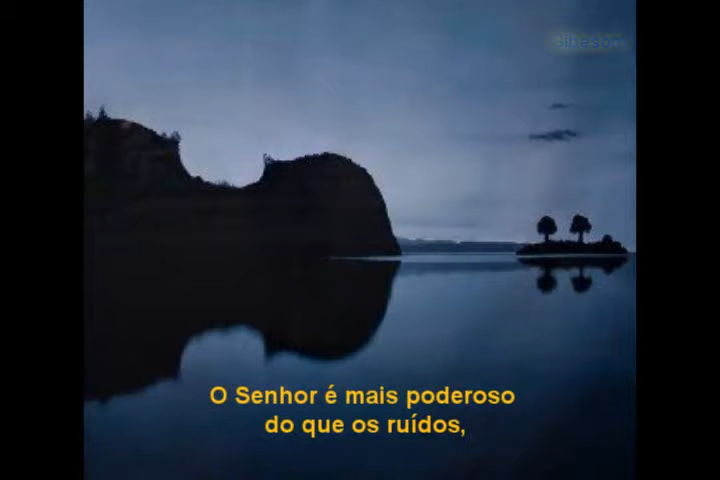 O Senhor é mais poderoso
do que os ruídos,